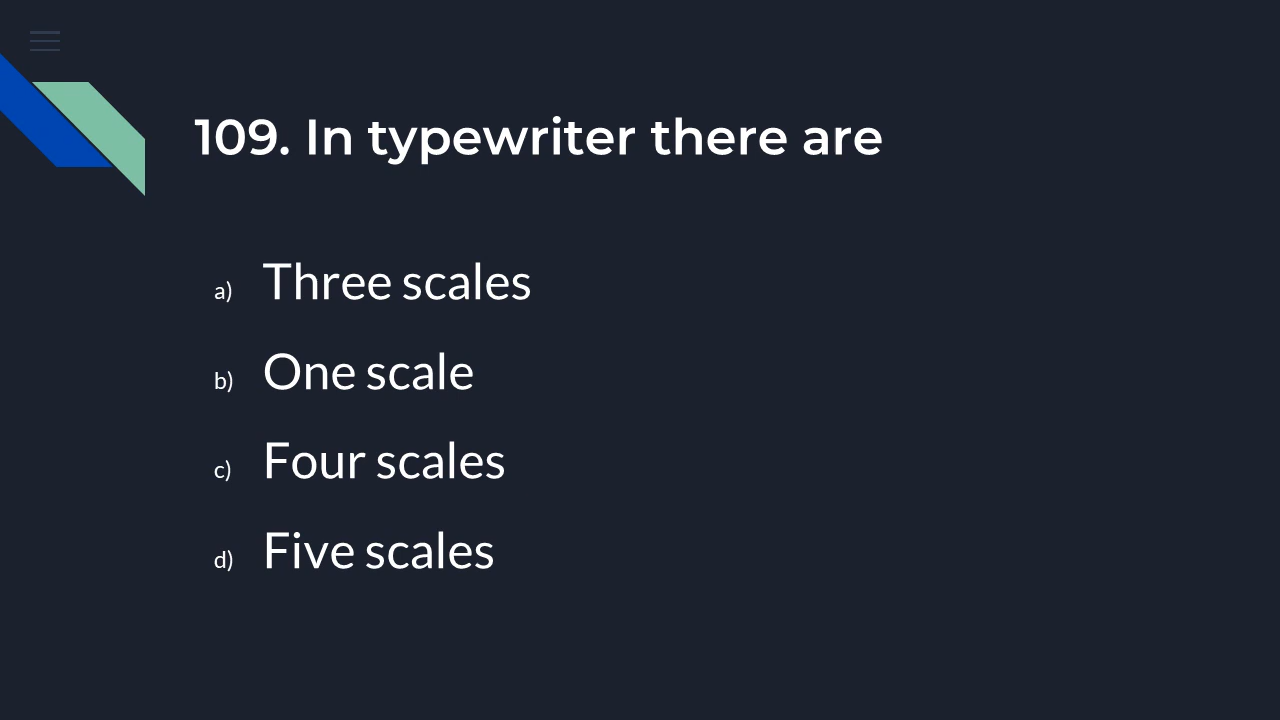 109. In typewriter there are
a) Three scales
b) One scale
c) Four scales
d) Five scales